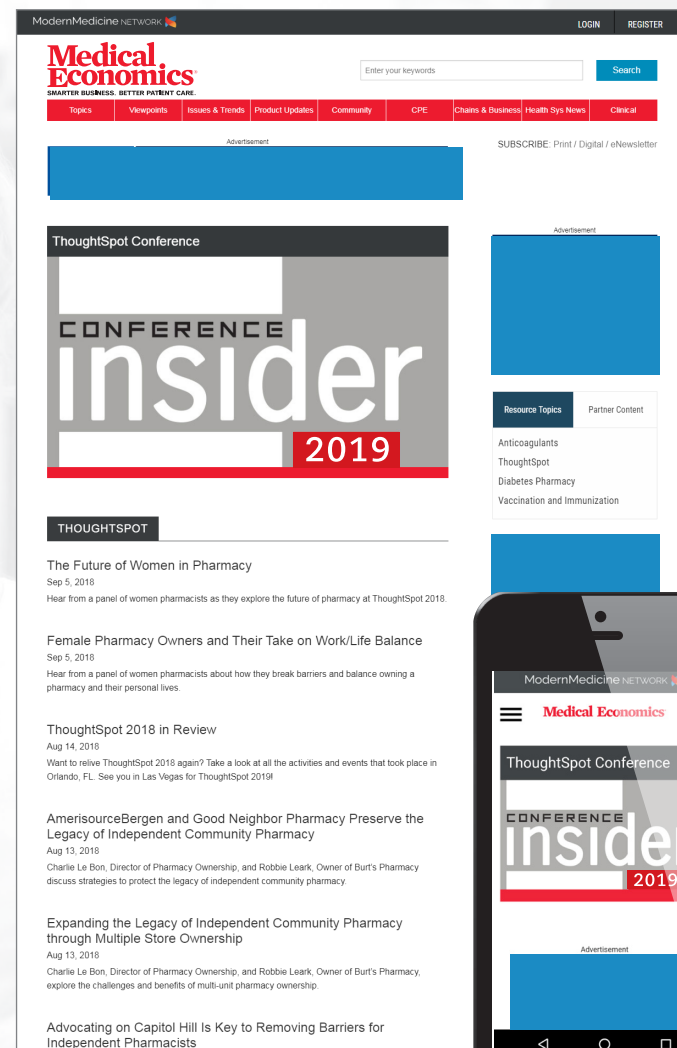 ModernMedicine NETWORK
LOGIN REGISTER
Medical
Economics
SMARTER BUSINESS. BETTER PATIENT CARE.
Enter your keywords
Search
Topics Viewpoints Issues & Trends Product Updates Community CPE Chains & Business Health Sys News Clinical
Advertisement
SUBSCRIBE: Print / Digital / eNewsletter
ThoughtSpot Conference
CONFERENCE
insider
2019
Advertisement
Resource Topics Partner Content
Anticoagulants
ThoughtSpot
Diabetes Pharmacy
Vaccination and Immunization
THOUGHTSPOT
The Future of Women in Pharmacy
Sep 5, 2018
Hear from a panel of women pharmacists as they explore the future of pharmacy at ThoughtSpot 2018.
Female Pharmacy Owners and Their Take on Work/Life Balance
Sep 5, 2018
Hear from a panel of women pharmacists about how they break barriers and balance owning a
pharmacy and their personal lives.
ThoughtSpot 2018 in Review
Aug 14, 2018
Want to relive ThoughtSpot 2018 again? Take a look at all the activities and events that took place in
Orlando, FL. See you in Las Vegas for ThoughtSpot 2019!
AmerisourceBergen and Good Neighbor Pharmacy Preserve the
Legacy of Independent Community Pharmacy
Aug 13, 2018
Charlie Le Bon, Director of Pharmacy Ownership, and Robbie Leark, Owner of Burt's Pharmacy
discuss strategies to protect the legacy of independent community pharmacy.
Expanding the Legacy of Independent Community Pharmacy
through Multiple Store Ownership
Aug 13, 2018
Charlie Le Bon, Director of Pharmacy Ownership, and Robbie Leark, Owner of Burt's Pharmacy,
explore the challenges and benefits of multi-unit pharmacy ownership.
Advocating on Capitol Hill Is Key to Removing Barriers for
Independent Pharmacists
ModernMedicine NETWORK
Medical Economics
ThoughtSpot Conference
CONFERENCE
inside
2019
Advertisement